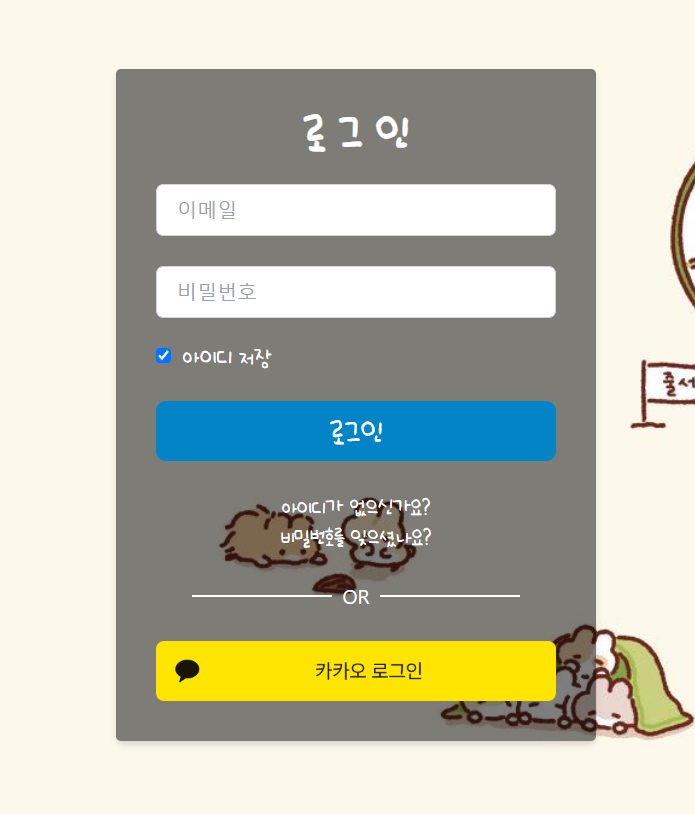 로그인
이메일
비밀번호
아이디 저장
로그인
아이디가 없으신가요?
비밀번호를 잊으셨나요?
OR
카카오 로그인
줄서